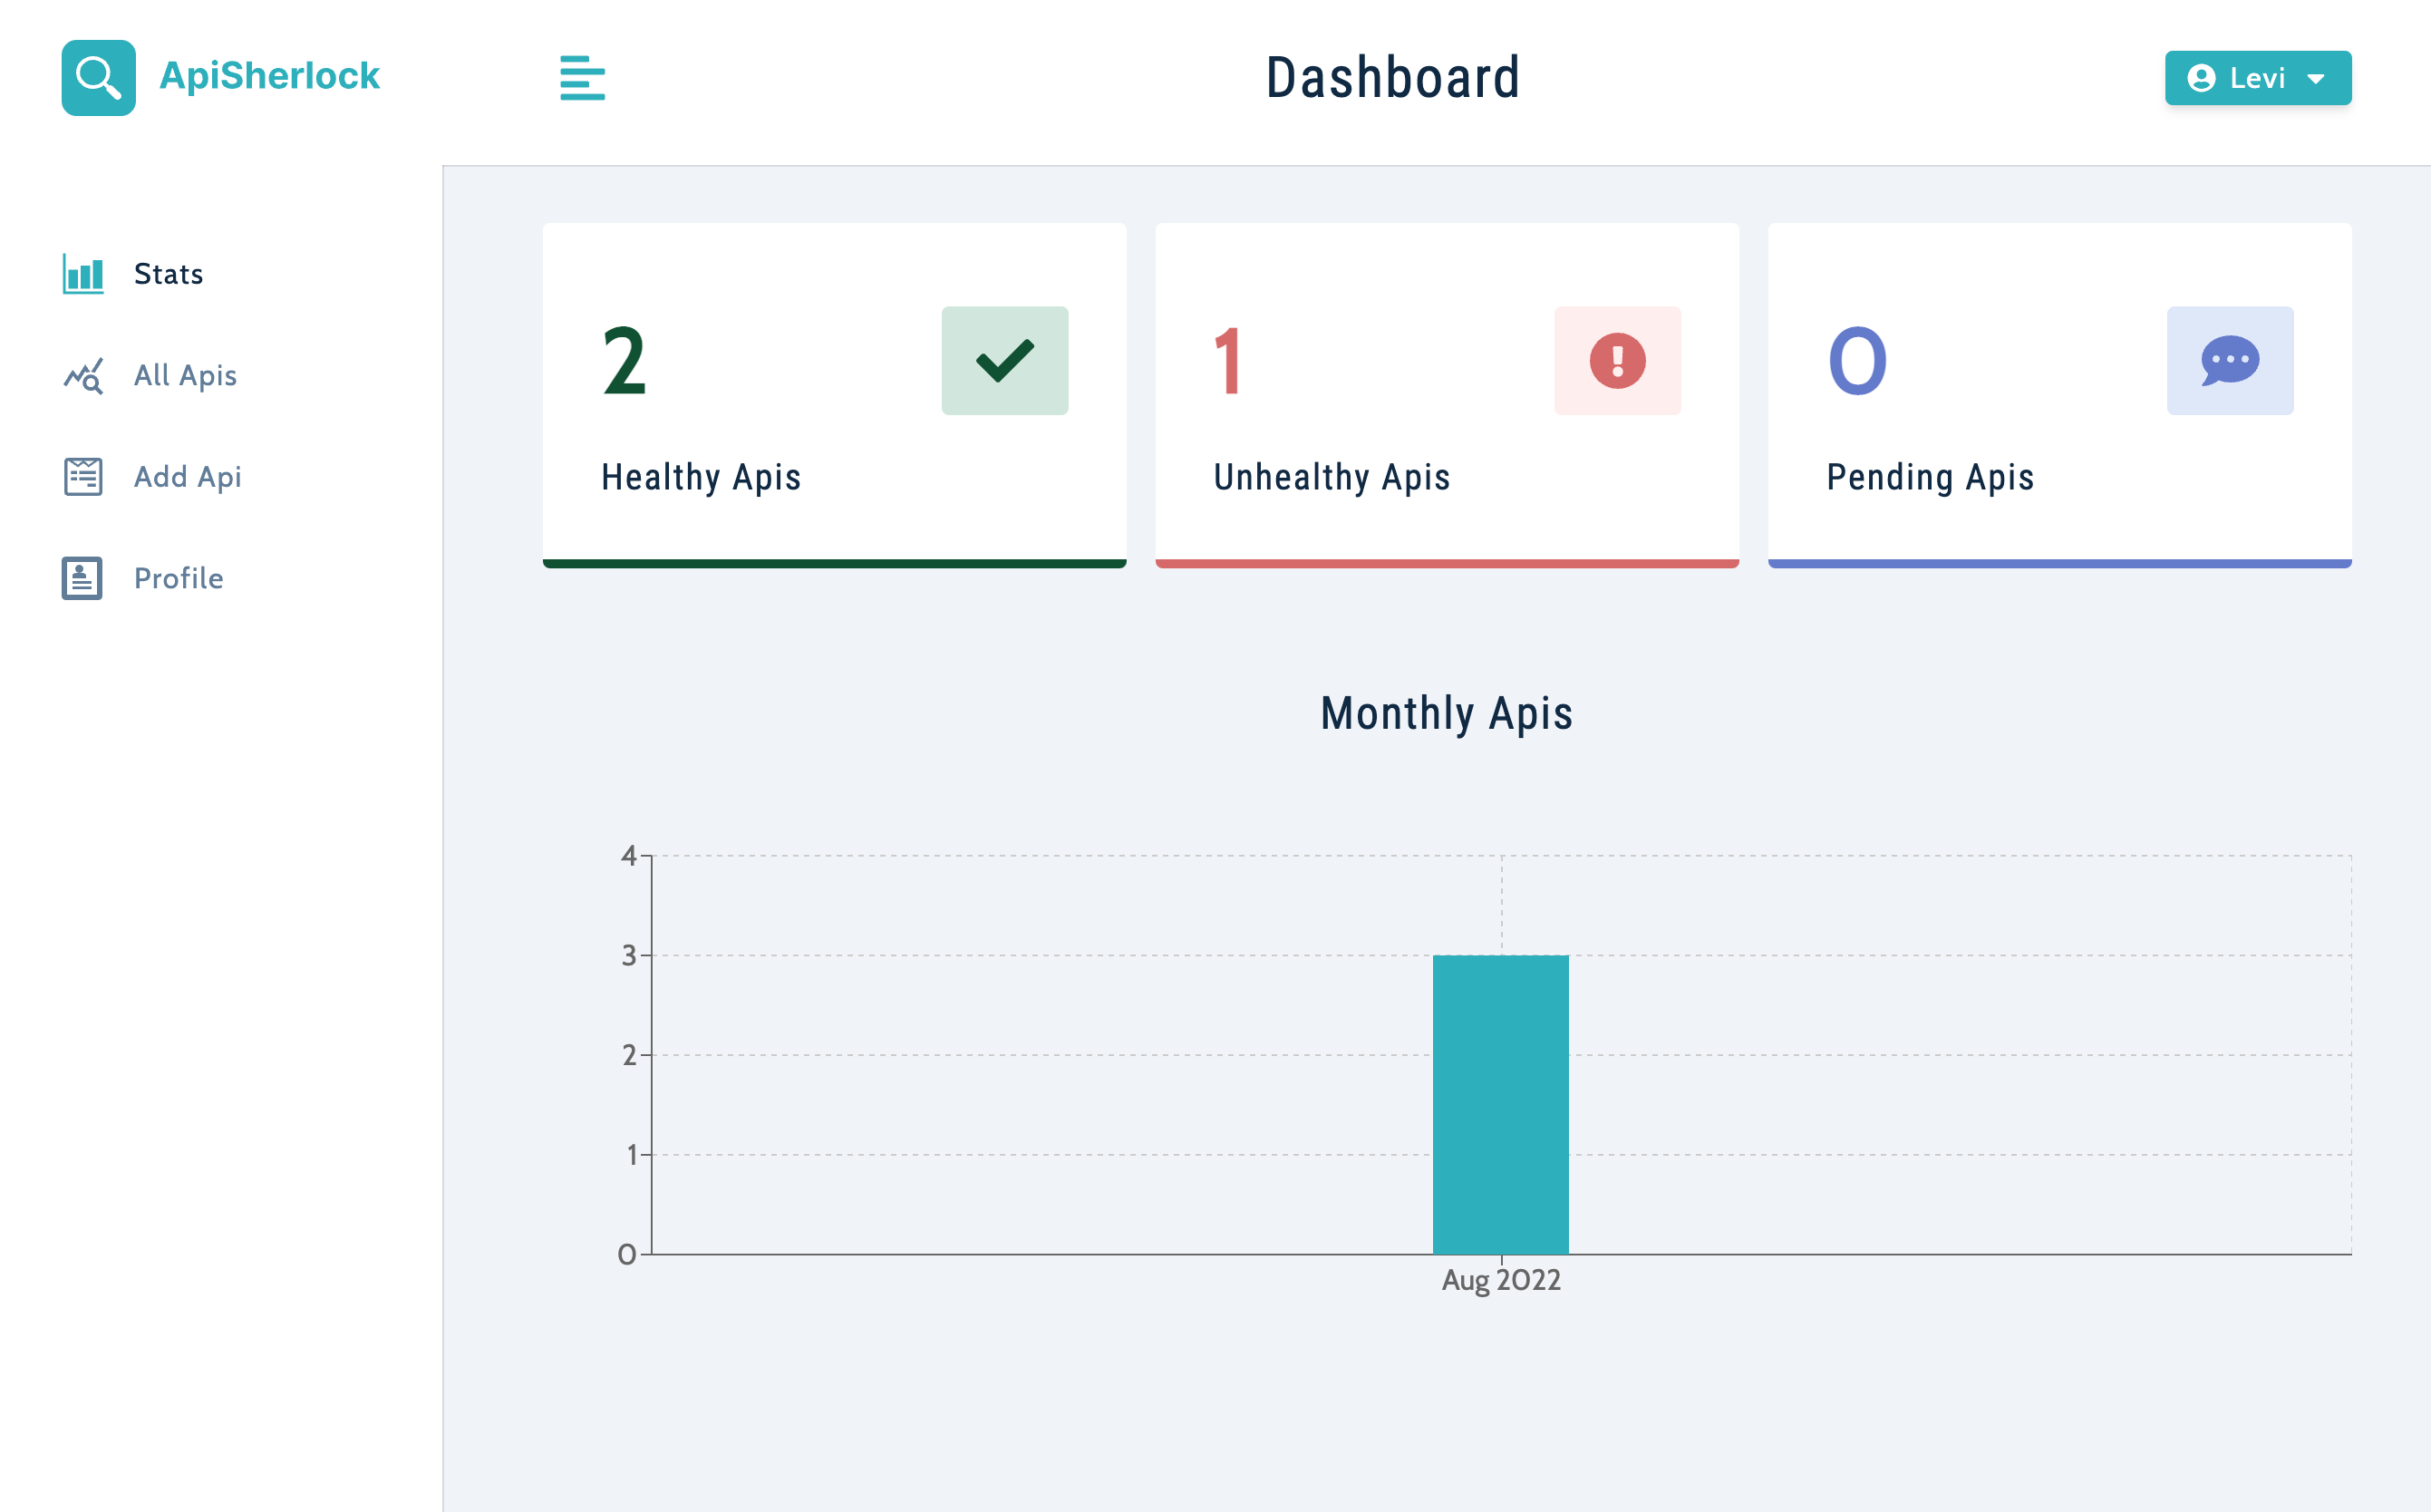 ApiSherlock
Dashboard
Levi
Stats
All Apis
Add Api
Profile
2
Healthy Apis
1
Unhealthy Apis
0
Pending Apis
Monthly Apis
4
3
2
1
0
Aug 2022